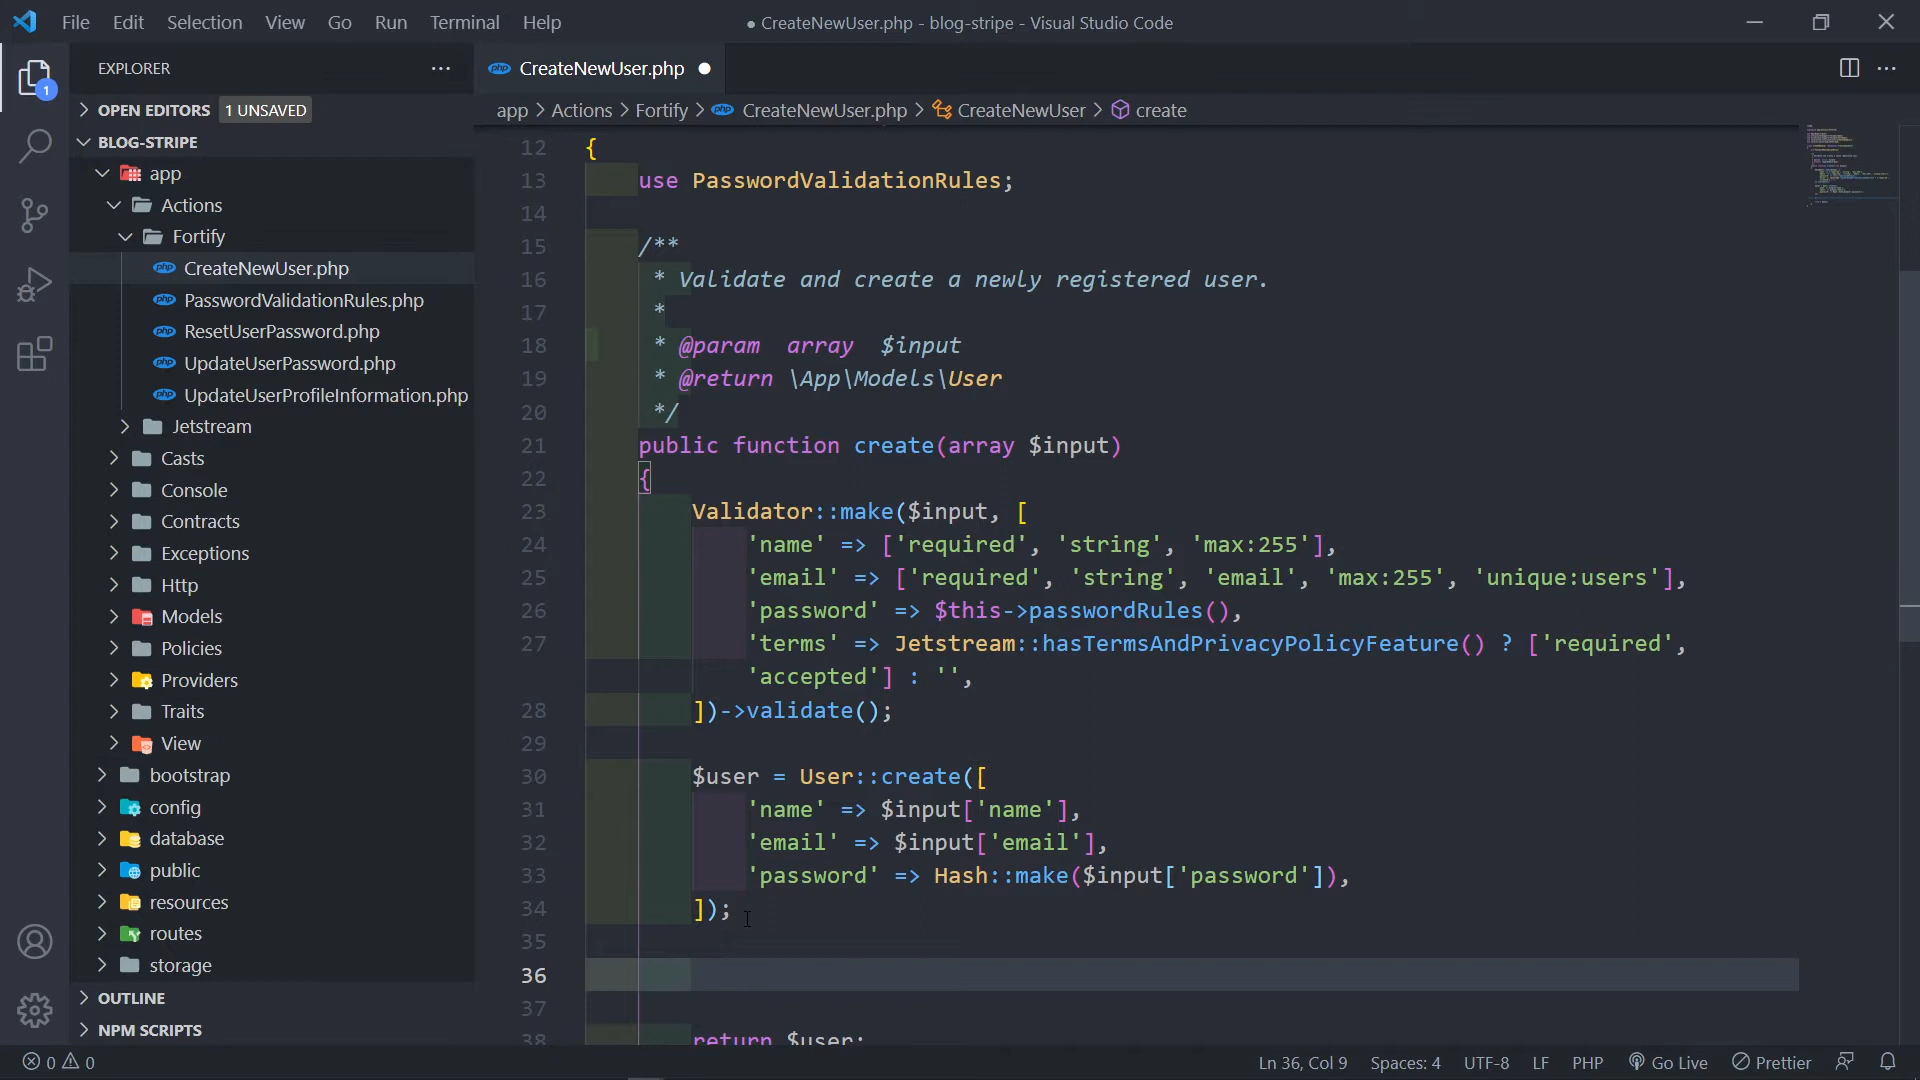 File Edit Selection View Go Run Terminal Help
● CreateNewUser.php - blog-stripe - Visual Studio Code
EXPLORER
1
OPEN EDITORS 1 UNSAVED
BLOG-STRIPE
app
Actions
Fortify
CreateNewUser.php
PasswordValidationRules.php
ResetUserPassword.php
UpdateUserPassword.php
UpdateUserProfileInformation.php
Jetstream
Casts
Console
Contracts
Exceptions
Http
Models
Policies
Providers
Traits
View
bootstrap
config
database
public
resources
routes
storage
OUTLINE
NPM SCRIPTS
php CreateNewUser.php ●
app > Actions > Fortify > php CreateNewUser.php > CreateNewUser > create
12 {
13 use PasswordValidationRules;
14
15 /**
16 * Validate and create a newly registered user.
17 *
18 * @param  array  $input
19 * @return \App\Models\User
20 */
21 public function create(array $input)
22 {
23 Validator::make($input, [
24 'name' => ['required', 'string', 'max:255'],
25 'email' => ['required', 'string', 'email', 'max:255', 'unique:users'],
26 'password' => $this->passwordRules(),
27 'terms' => Jetstream::hasTermsAndPrivacyPolicyFeature() ? ['required',
'accepted'] : '',
28 ])->validate();
29
30 $user = User::create([
31 'name' => $input['name'],
32 'email' => $input['email'],
33 'password' => Hash::make($input['password']),
34 ]);
35
36
37
38 return $user;
0 0
Ln 36, Col 9 Spaces: 4 UTF-8 LF PHP Go Live Prettier